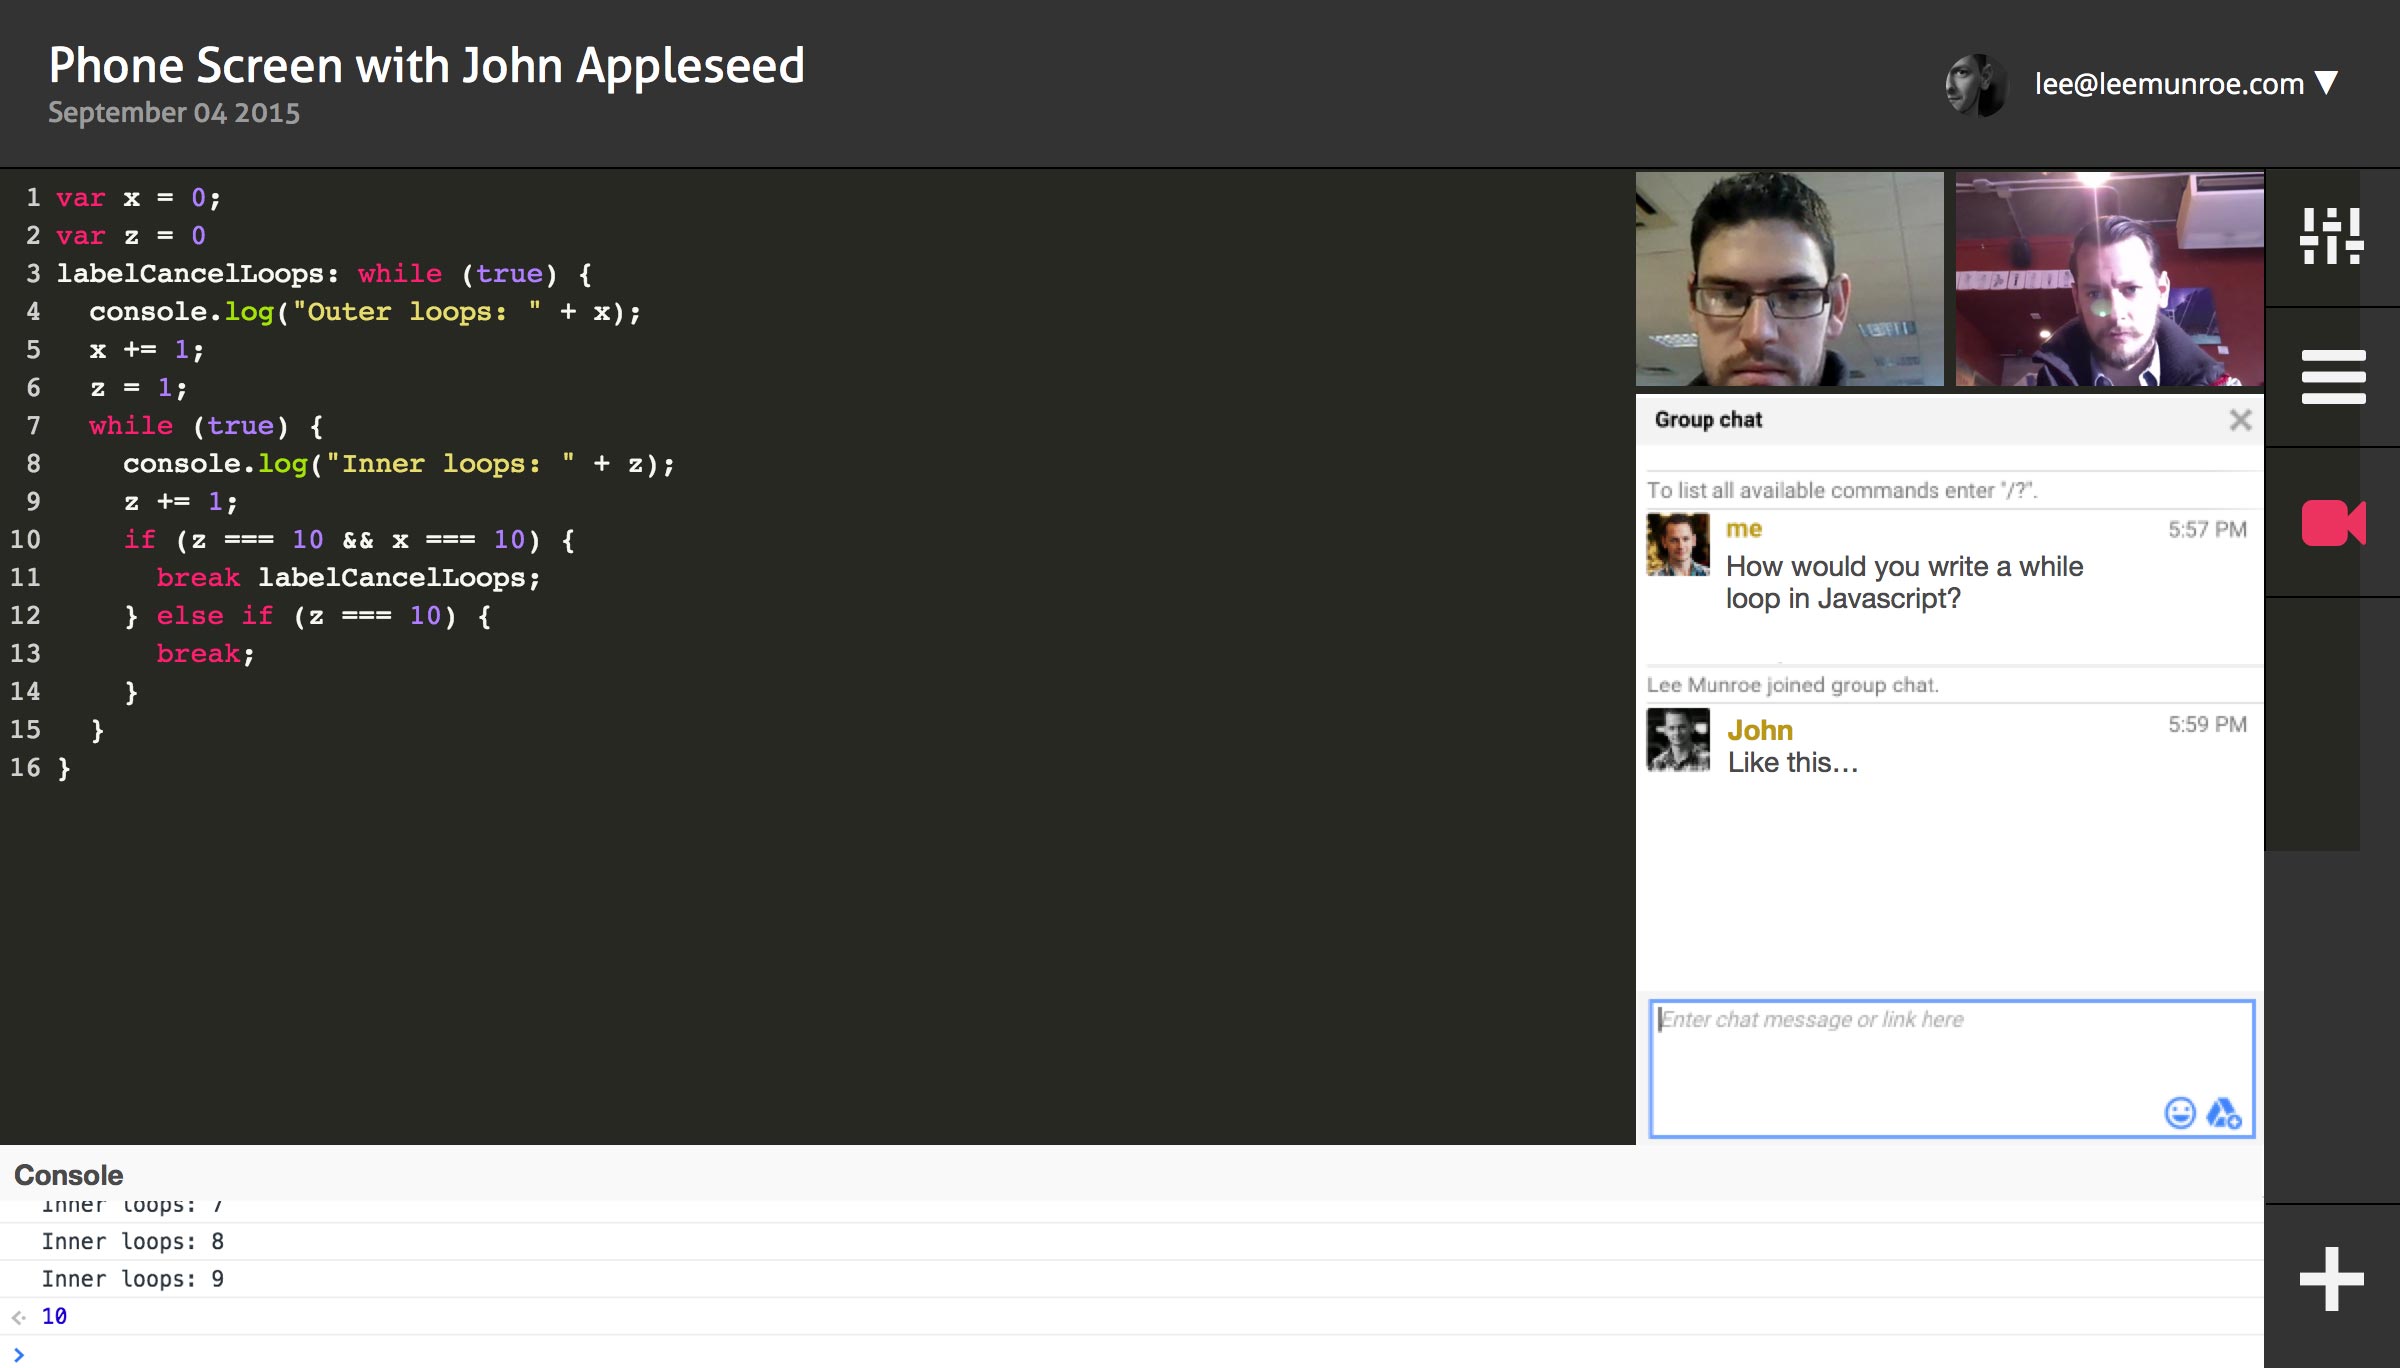 Phone Screen with John Appleseed
September 04 2015
lee@leemunroe.com ▼
1 var x = 0;
2 var z = 0
3 labelCancelLoops: while (true) {
4   console.log("Outer loops: " + x);
5   x += 1;
6   z = 1;
7   while (true) {
8     console.log("Inner loops: " + z);
9     z += 1;
10     if (z === 10 && x === 10) {
11       break labelCancelLoops;
12     } else if (z === 10) {
13       break;
14     }
15   }
16 }
Group chat
To list all available commands enter "/?".
me
5:57 PM
How would you write a while
loop in Javascript?
Lee Munroe joined group chat.
John
5:59 PM
Like this…
Enter chat message or link here
Console
Inner loops: 7
Inner loops: 8
Inner loops: 9
10